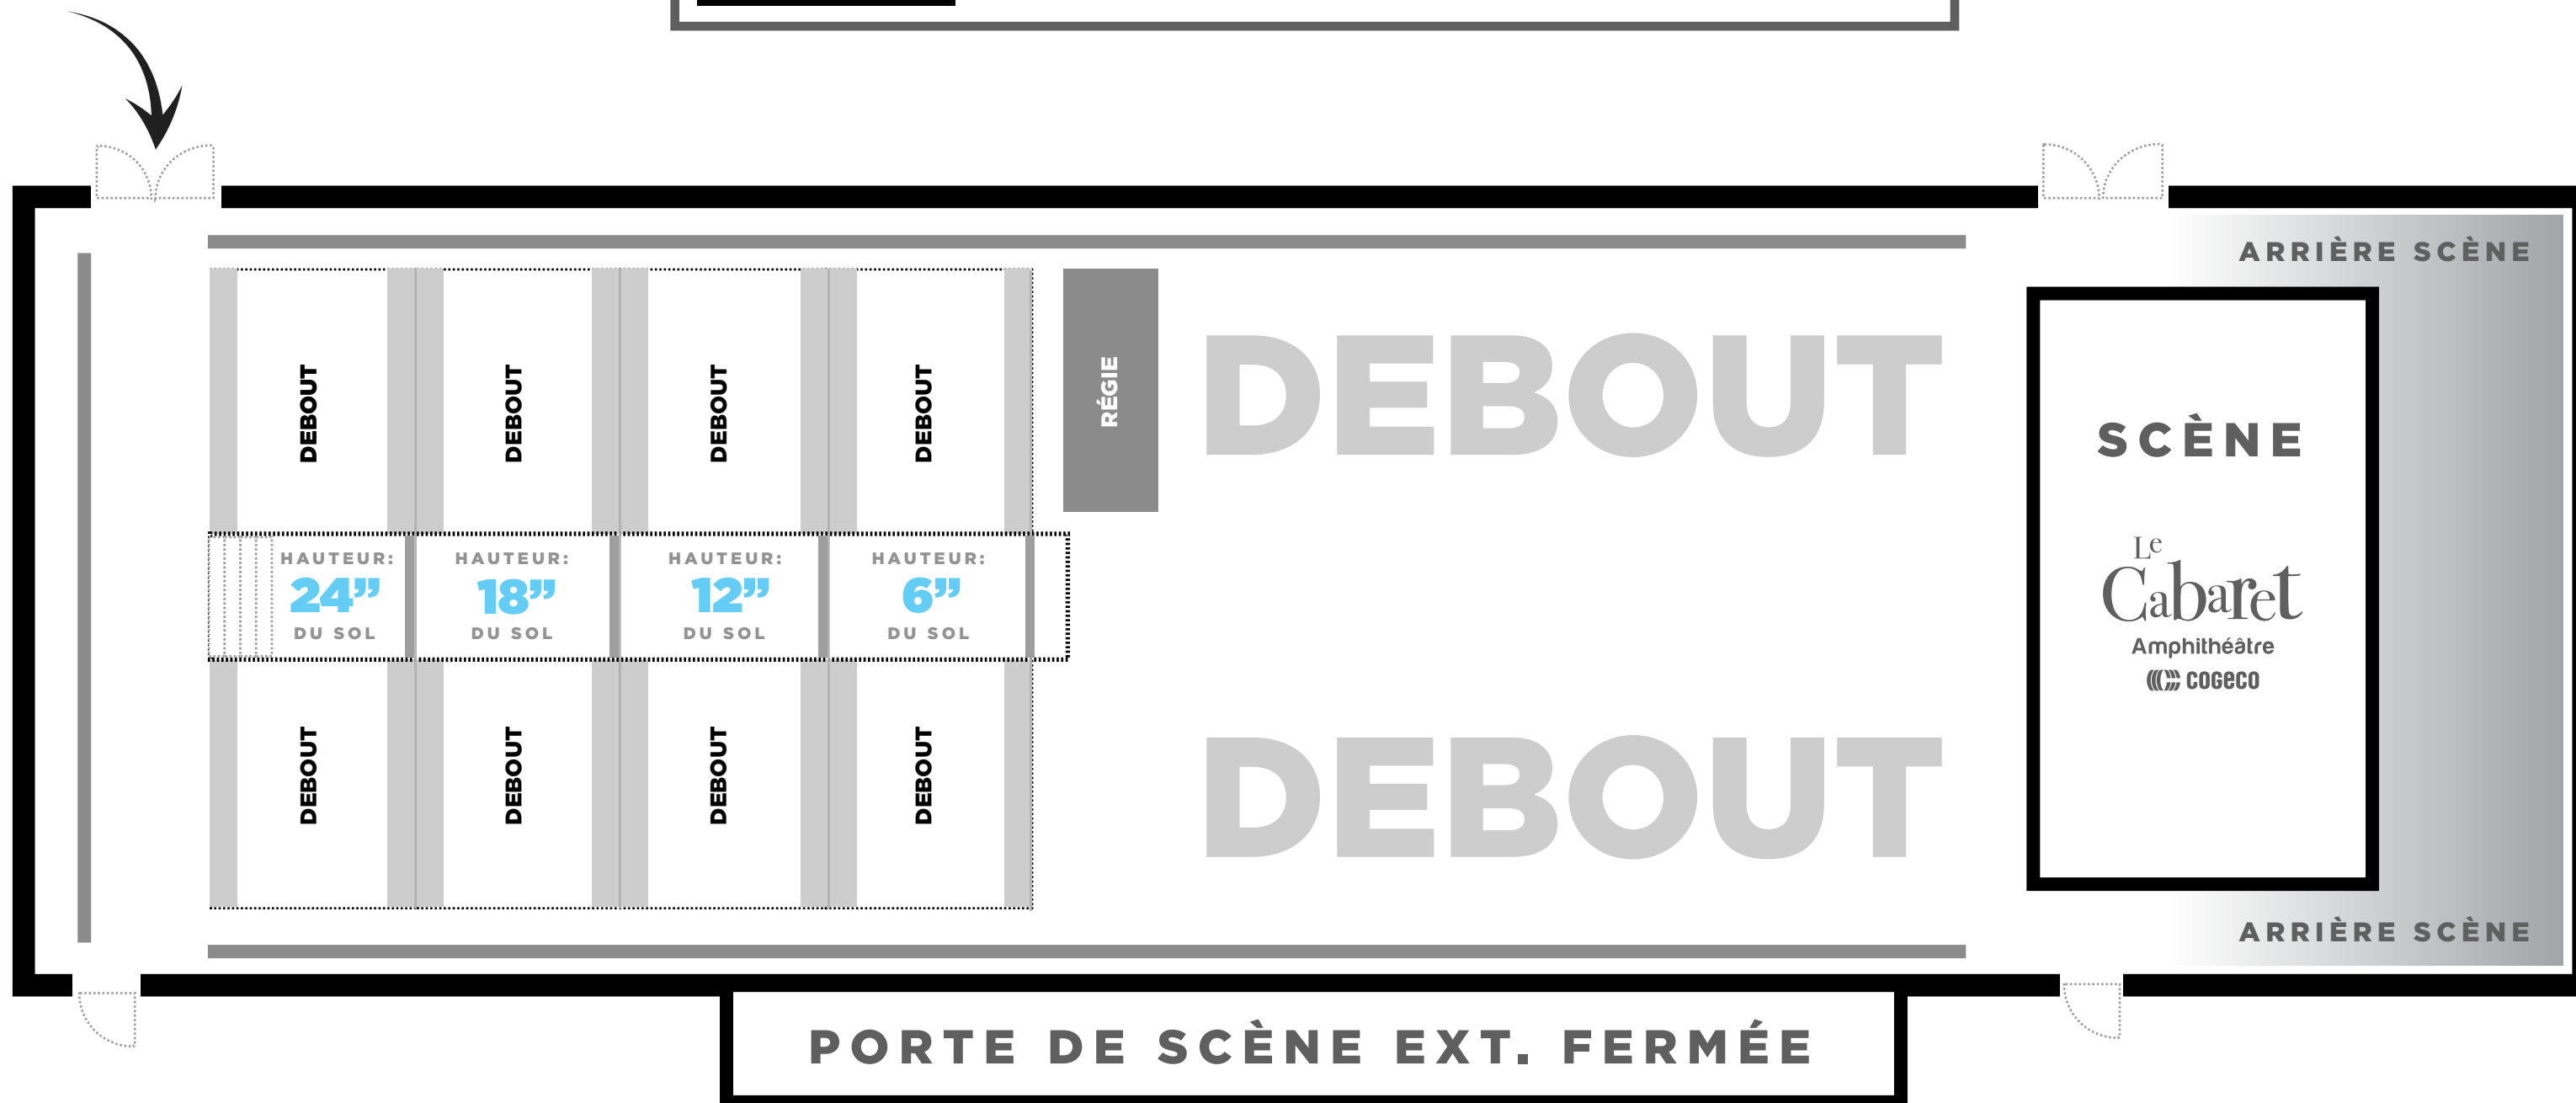 ARRIÈRE SCÈNE
DEBOUT
DEBOUT
DEBOUT
DEBOUT
RÉGIE
DEBOUT
SCÈNE
HAUTEUR:
24”
DU SOL
HAUTEUR:
18”
DU SOL
HAUTEUR:
12”
DU SOL
HAUTEUR:
6”
DU SOL
Le
Cabaret
Amphithéâtre
COGECO
DEBOUT
DEBOUT
DEBOUT
DEBOUT
DEBOUT
ARRIÈRE SCÈNE
PORTE DE SCÈNE EXT. FERMÉE